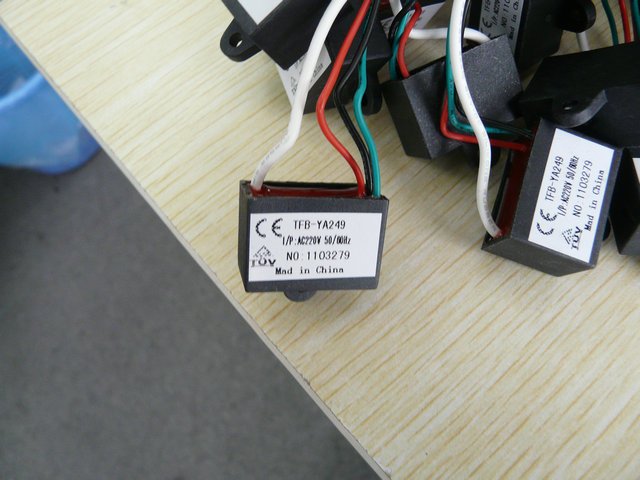 CE TFB-YA249
I/P:AC220V 50/60Hz
TÜV NO:1103279
Mad in China
CE TFB-YA249
I/P:AC220V 50/60Hz
TÜV NO:1103279
Mad in China
CE